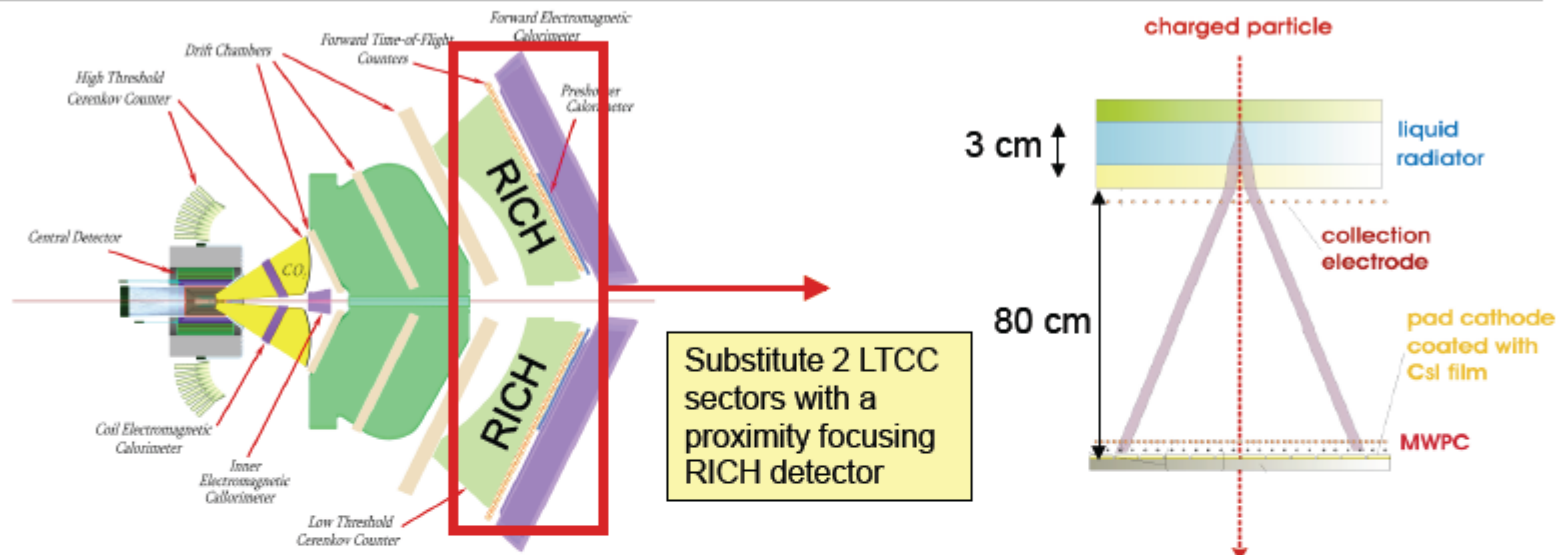 Forward Electromagnetic
Calorimeter
Forward Time-of-Flight
Counters
Drift Chambers
High Threshold
Cerenkov Counter
Preshower
Calorimeter
RICH
Central Detector
CO2
RICH
Coil Electromagnetic
Calorimeter
Inner
Electromagnetic
Callorimeter
Low Threshold
Cerenkov Counter
Substitute 2 LTCC
sectors with a
proximity focusing
RICH detector
charged particle
3 cm
liquid
radiator
collection
electrode
80 cm
pad cathode
coated with
CsI film
MWPC